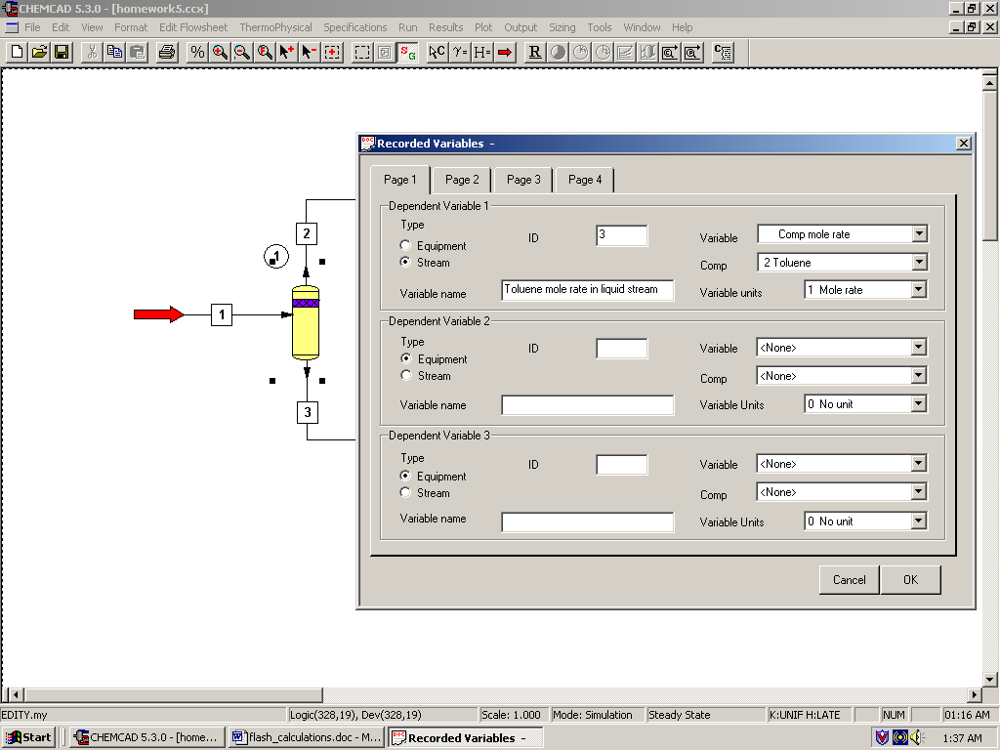 CHEMCAD 5.3.0 - [homework5.ccx]
File Edit View Format Edit Flowsheet ThermoPhysical Specifications Run Results Plot Output Sizing Tools Window Help
% S G C γ= H= R C
Recorded Variables -
Page 1 Page 2 Page 3 Page 4
Dependent Variable 1
Type
Equipment
Stream
ID 3
Variable Comp mole rate
Comp 2 Toluene
Variable name Toluene mole rate in liquid stream
Variable units 1 Mole rate
Dependent Variable 2
Type
Equipment
Stream
ID
Variable <None>
Comp <None>
Variable name
Variable Units 0 No unit
Dependent Variable 3
Type
Equipment
Stream
ID
Variable <None>
Comp <None>
Variable name
Variable Units 0 No unit
Cancel OK
2
1
1
3
EDITY.my Logic(328,19), Dev(328,19) Scale: 1.000 Mode: Simulation Steady State K:UNIF H:LATE NUM 01:16 AM
Start CHEMCAD 5.3.0 - [home... flash_calculations.doc - M... Recorded Variables - 1:37 AM